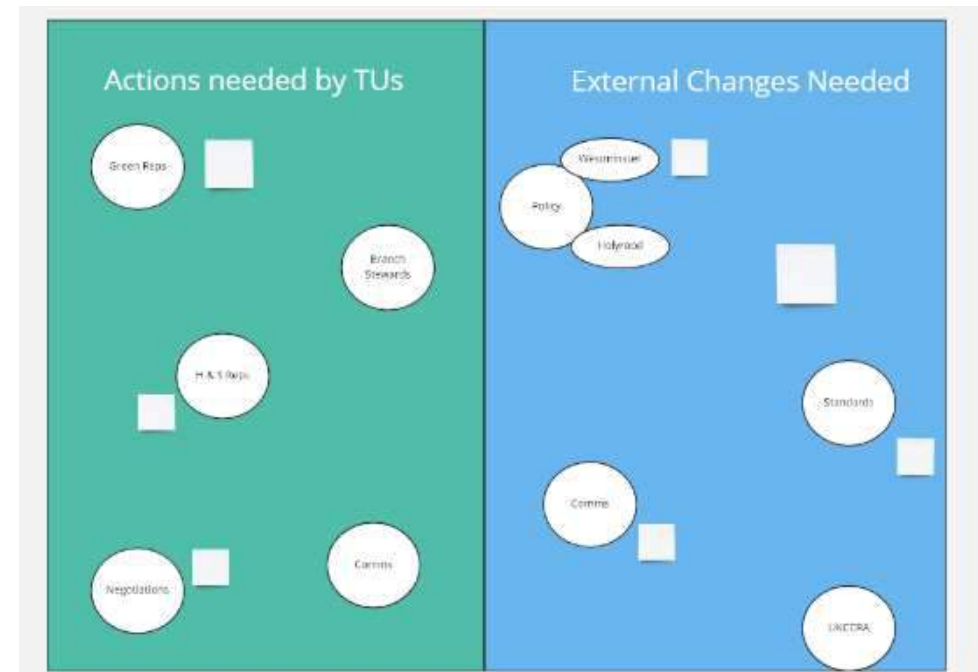 Actions needed by TUs
External Changes Needed
Green Reps
Westminster
Policy
Holyrood
Branch
Stewards
H & S Reps
Standards
Comms
Negotiations
Comms